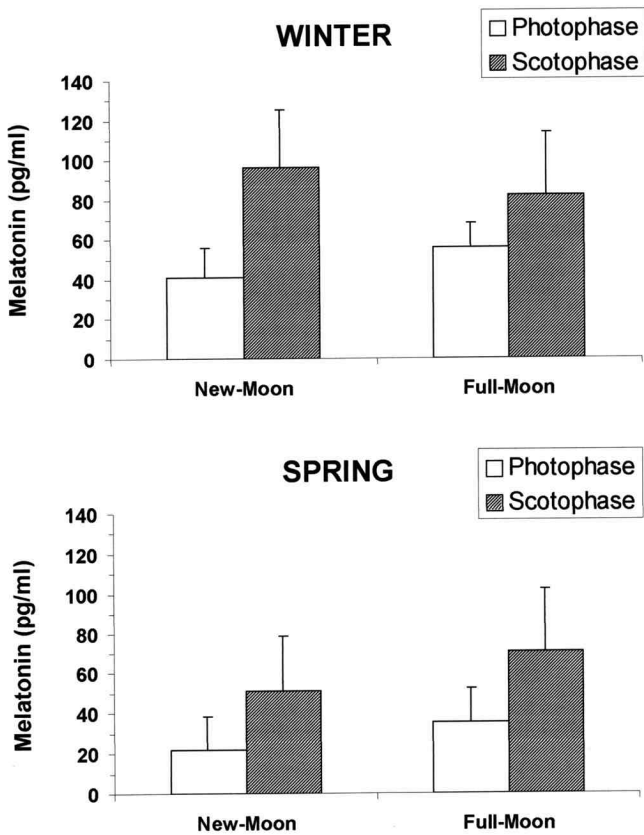 WINTER
Photophase
Scotophase
Melatonin (pg/ml)
140
120
100
80
60
40
20
0
New-Moon
Full-Moon
SPRING
Photophase
Scotophase
Melatonin (pg/ml)
140
120
100
80
60
40
20
0
New-Moon
Full-Moon